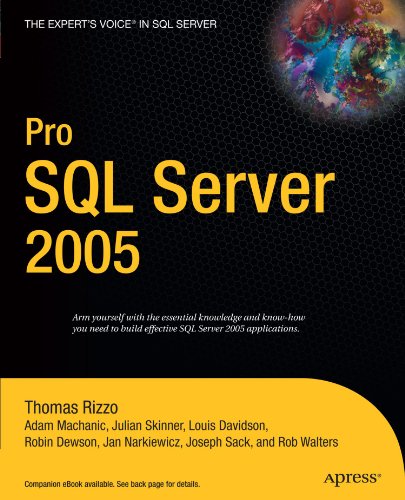 THE EXPERT'S VOICE® IN SQL SERVER
Pro
SQL Server
2005
Arm yourself with the essential knowledge and know-how
you need to build effective SQL Server 2005 applications.
Thomas Rizzo
Adam Machanic, Julian Skinner, Louis Davidson,
Robin Dewson, Jan Narkiewicz, Joseph Sack, and Rob Walters
Companion eBook available. See back page for details.
Apress®